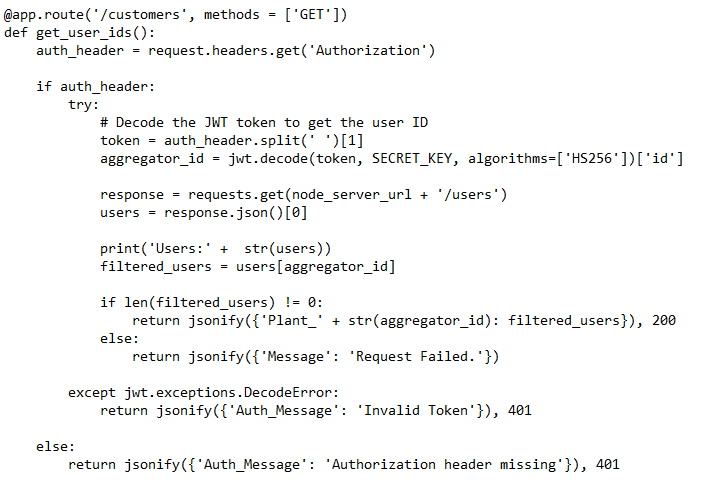 @app.route('/customers', methods = ['GET'])
def get_user_ids():
    auth_header = request.headers.get('Authorization')

    if auth_header:
        try:
            # Decode the JWT token to get the user ID
            token = auth_header.split(' ')[1]
            aggregator_id = jwt.decode(token, SECRET_KEY, algorithms=['HS256'])['id']

            response = requests.get(node_server_url + '/users')
            users = response.json()[0]

            print('Users:' +  str(users))
            filtered_users = users[aggregator_id]

            if len(filtered_users) != 0:
                return jsonify({'Plant_' + str(aggregator_id): filtered_users}), 200
            else:
                return jsonify({'Message': 'Request Failed.'})

        except jwt.exceptions.DecodeError:
            return jsonify({'Auth_Message': 'Invalid Token'}), 401

    else:
        return jsonify({'Auth_Message': 'Authorization header missing'}), 401